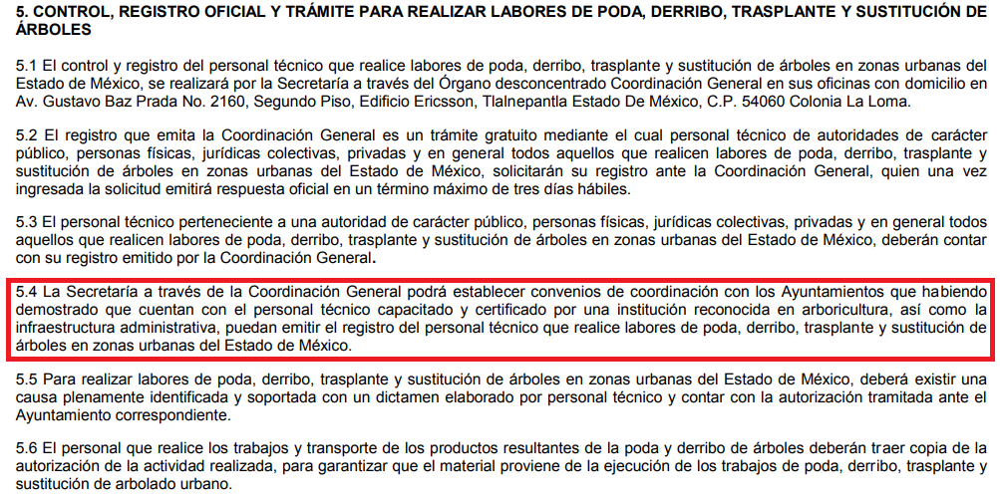 5. CONTROL, REGISTRO OFICIAL Y TRÁMITE PARA REALIZAR LABORES DE PODA, DERRIBO, TRASPLANTE Y SUSTITUCIÓN DE
ÁRBOLES
5.1 El control y registro del personal técnico que realice labores de poda, derribo, trasplante y sustitución de árboles en zonas urbanas del
Estado de México, se realizará por la Secretaría a través del Órgano desconcentrado Coordinación General en sus oficinas con domicilio en
Av. Gustavo Baz Prada No. 2160, Segundo Piso, Edificio Ericsson, Tlalnepantla Estado De México, C.P. 54060 Colonia La Loma.
5.2 El registro que emita la Coordinación General es un trámite gratuito mediante el cual personal técnico de autoridades de carácter
público, personas físicas, jurídicas colectivas, privadas y en general todos aquellos que realicen labores de poda, derribo, trasplante y
sustitución de árboles en zonas urbanas del Estado de México, solicitarán su registro ante la Coordinación General, quien una vez
ingresada la solicitud emitirá respuesta oficial en un término máximo de tres días hábiles.
5.3 El personal técnico perteneciente a una autoridad de carácter público, personas físicas, jurídicas colectivas, privadas y en general todos
aquellos que realicen labores de poda, derribo, trasplante y sustitución de árboles en zonas urbanas del Estado de México, deberán contar
con su registro emitido por la Coordinación General.
5.4 La Secretaría a través de la Coordinación General podrá establecer convenios de coordinación con los Ayuntamientos que habiendo
demostrado que cuentan con el personal técnico capacitado y certificado por una institución reconocida en arboricultura, así como la
infraestructura administrativa, puedan emitir el registro del personal técnico que realice labores de poda, derribo, trasplante y sustitución de
árboles en zonas urbanas del Estado de México.
5.5 Para realizar labores de poda, derribo, trasplante y sustitución de árboles en zonas urbanas del Estado de México, deberá existir una
causa plenamente identificada y soportada con un dictamen elaborado por personal técnico y contar con la autorización tramitada ante el
Ayuntamiento correspondiente.
5.6 El personal que realice los trabajos y transporte de los productos resultantes de la poda y derribo de árboles deberán traer copia de la
autorización de la actividad realizada, para garantizar que el material proviene de la ejecución de los trabajos de poda, derribo, trasplante y
sustitución de arbolado urbano.